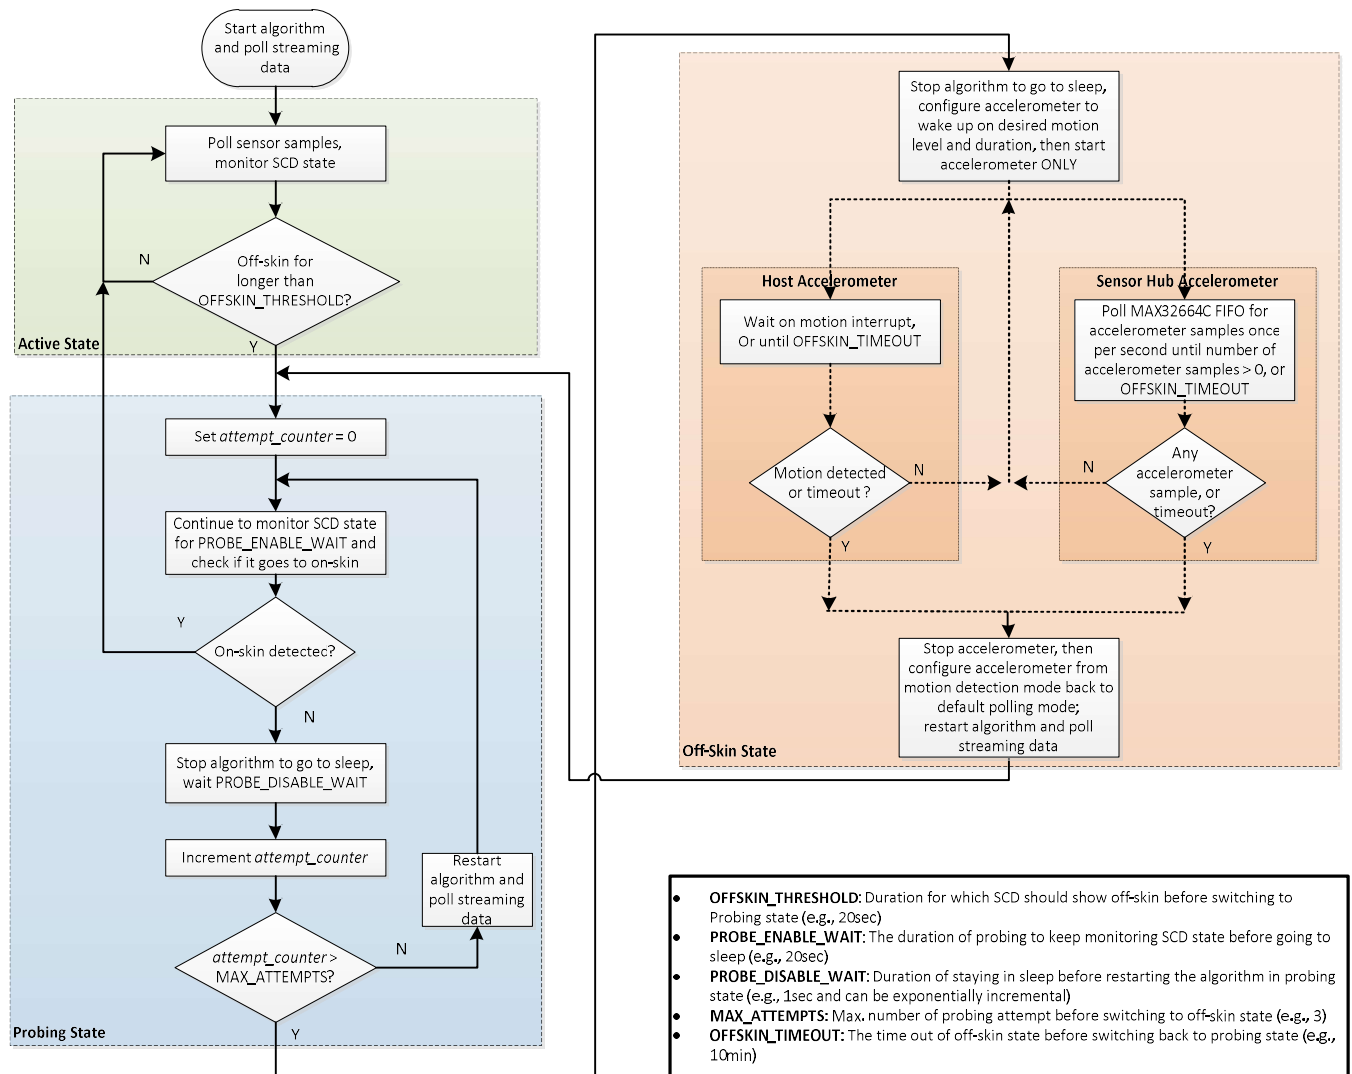 Start algorithm
and poll streaming
data
Poll sensor samples,
monitor SCD state
N
Off-skin for
longer than
OFFSKIN_THRESHOLD?
Active State
Y
Set attempt_counter = 0
Continue to monitor SCD state
for PROBE_ENABLE_WAIT and
check if it goes to on-skin
Y
On-skin detectec?
N
Stop algorithm to go to sleep,
wait PROBE_DISABLE_WAIT
Increment attempt_counter
Restart
algorithm and
poll streaming
data
attempt_counter >
MAX_ATTEMPTS?
N
Probing State
Y
Stop algorithm to go to sleep,
configure accelerometer to
wake up on desired motion
level and duration, then start
accelerometer ONLY
Host Accelerometer
Wait on motion interrupt,
Or until OFFSKIN_TIMEOUT
Motion detected
or timeout ?
N
Y
Sensor Hub Accelerometer
Poll MAX32664C FIFO for
accelerometer samples once
per second until number of
accelerometer samples > 0, or
OFFSKIN_TIMEOUT
N
Any
accelerometer
sample, or
timeout?
Y
Stop accelerometer, then
configure accelerometer from
motion detection mode back to
default polling mode;
restart algorithm and poll
streaming data
Off-Skin State
• OFFSKIN_THRESHOLD: Duration for which SCD should show off-skin before switching to
Probing state (e.g., 20sec)
• PROBE_ENABLE_WAIT: The duration of probing to keep monitoring SCD state before going to
sleep (e.g., 20sec)
• PROBE_DISABLE_WAIT: Duration of staying in sleep before restarting the algorithm in probing
state (e.g., 1sec and can be exponentially incremental)
• MAX_ATTEMPTS: Max. number of probing attempt before switching to off-skin state (e.g., 3)
• OFFSKIN_TIMEOUT: The time out of off-skin state before switching back to probing state (e.g.,
10min)